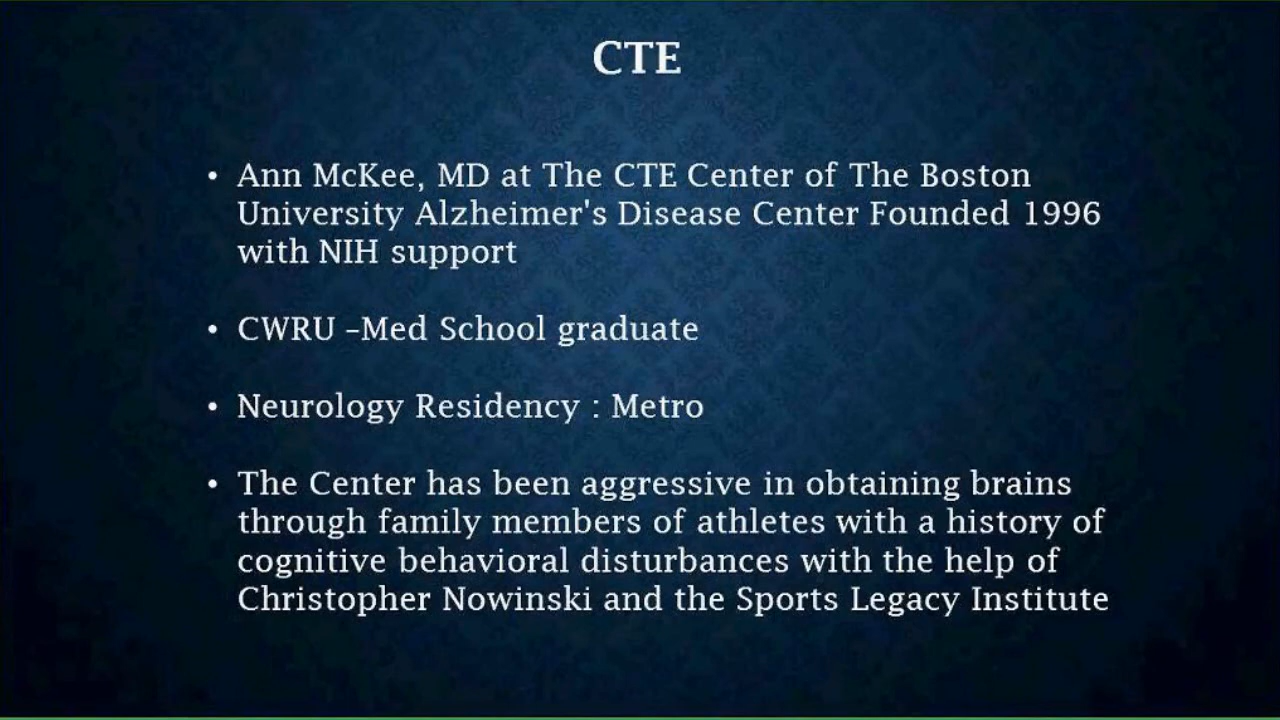 CTE
• Ann McKee, MD at The CTE Center of The Boston
University Alzheimer's Disease Center Founded 1996
with NIH support
• CWRU –Med School graduate
• Neurology Residency : Metro
• The Center has been aggressive in obtaining brains
through family members of athletes with a history of
cognitive behavioral disturbances with the help of
Christopher Nowinski and the Sports Legacy Institute